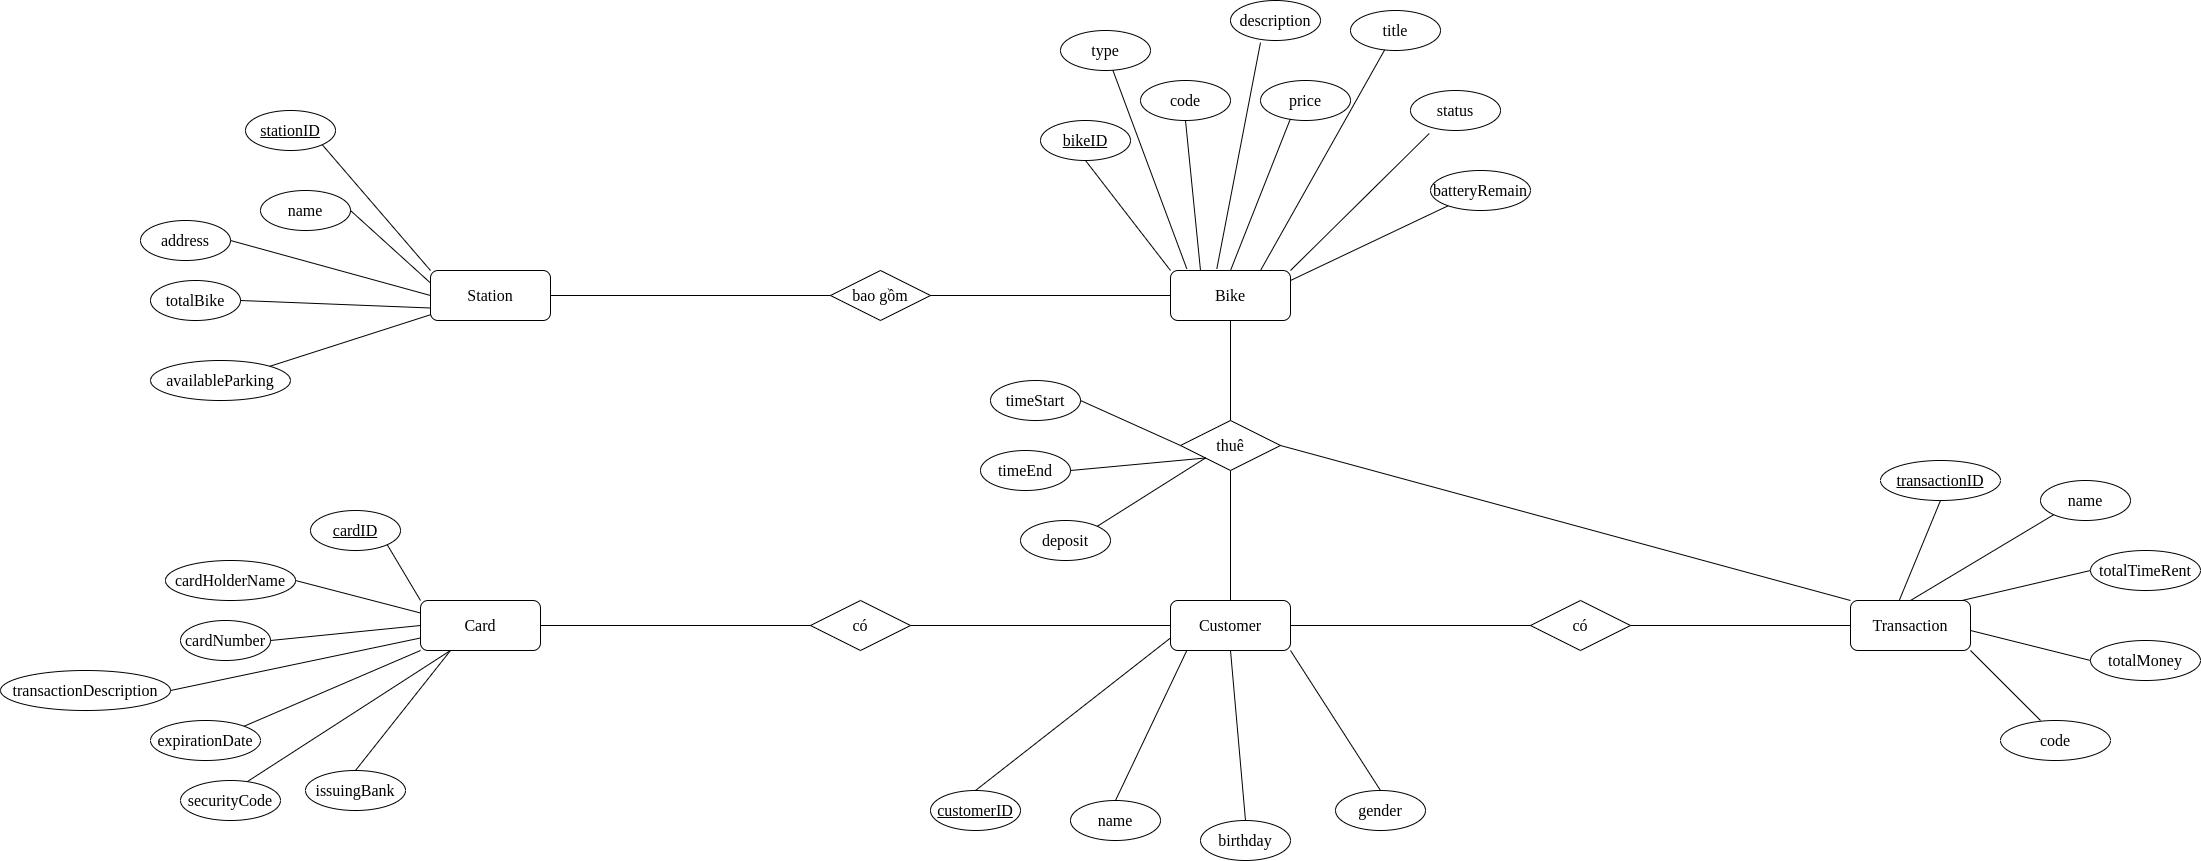 description
title
type
code
price
status
stationID
bikeID
batteryRemain
name
address
totalBike
Station
bao gồm
Bike
availableParking
timeStart
thuê
timeEnd
deposit
transactionID
name
cardID
cardHolderName
totalTimeRent
Card
có
Customer
có
Transaction
cardNumber
totalMoney
transactionDescription
expirationDate
code
securityCode
issuingBank
customerID
name
birthday
gender